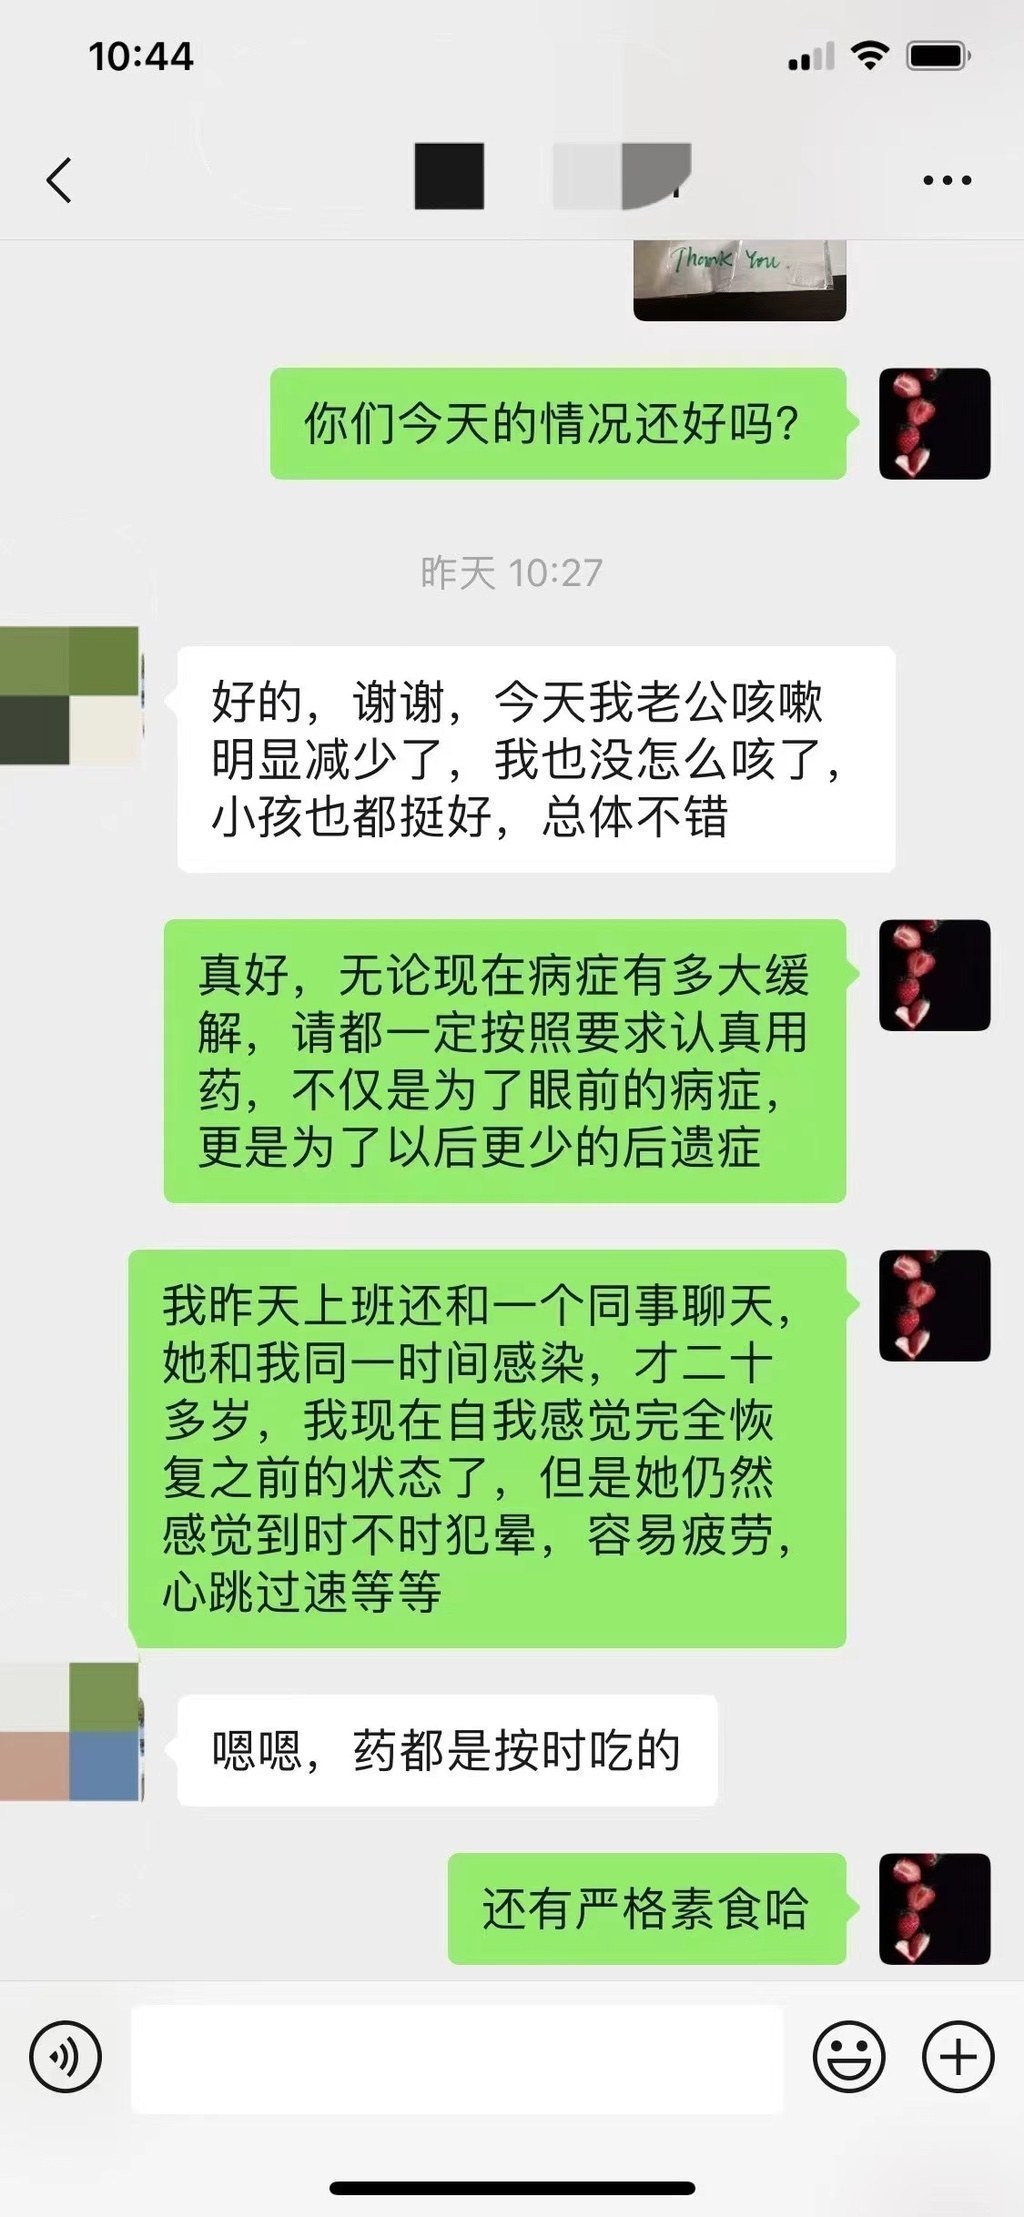 10:44
Thank You.
你们今天的情况还好吗?
昨天 10:27
好的，谢谢，今天我老公咳嗽
明显减少了，我也没怎么咳了，
小孩也都挺好，总体不错
真好，无论现在病症有多大缓
解，请都一定按照要求认真用
药，不仅是为了眼前的病症，
更是为了以后更少的后遗症
我昨天上班还和一个同事聊天，
她和我同一时间感染，才二十
多岁，我现在自我感觉完全恢
复之前的状态了，但是她仍然
感觉到时不时犯晕，容易疲劳，
心跳过速等等
嗯嗯，药都是按时吃的
还有严格素食哈